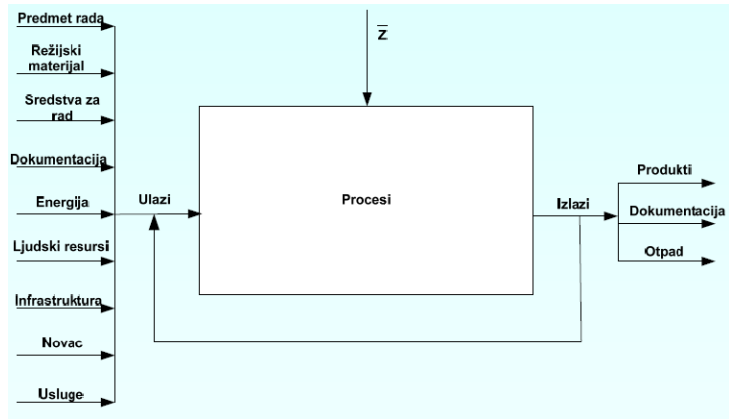 Predmet rada
Režijski
materijal
Sredstva za
rad
Dokumentacija
Energija
Ljudski resursi
Infrastruktura
Novac
Usluge
Ulazi
z̅
Procesi
Izlazi
Produkti
Dokumentacija
Otpad